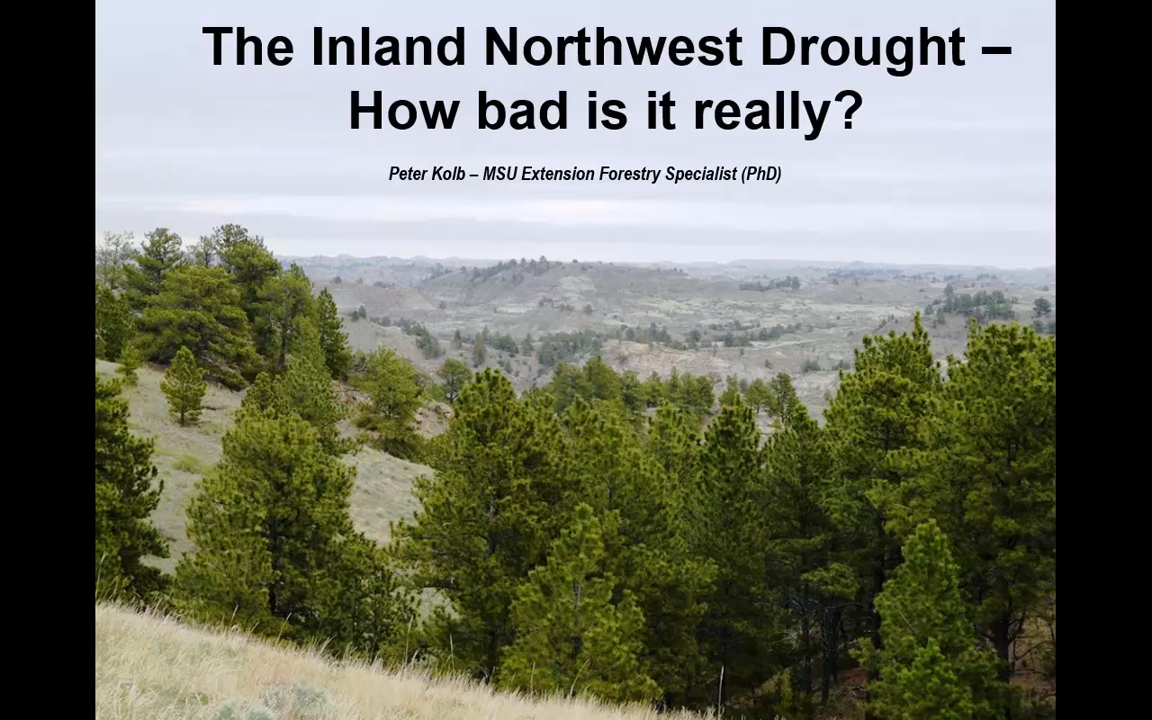 The Inland Northwest Drought –
How bad is it really?
Peter Kolb – MSU Extension Forestry Specialist (PhD)